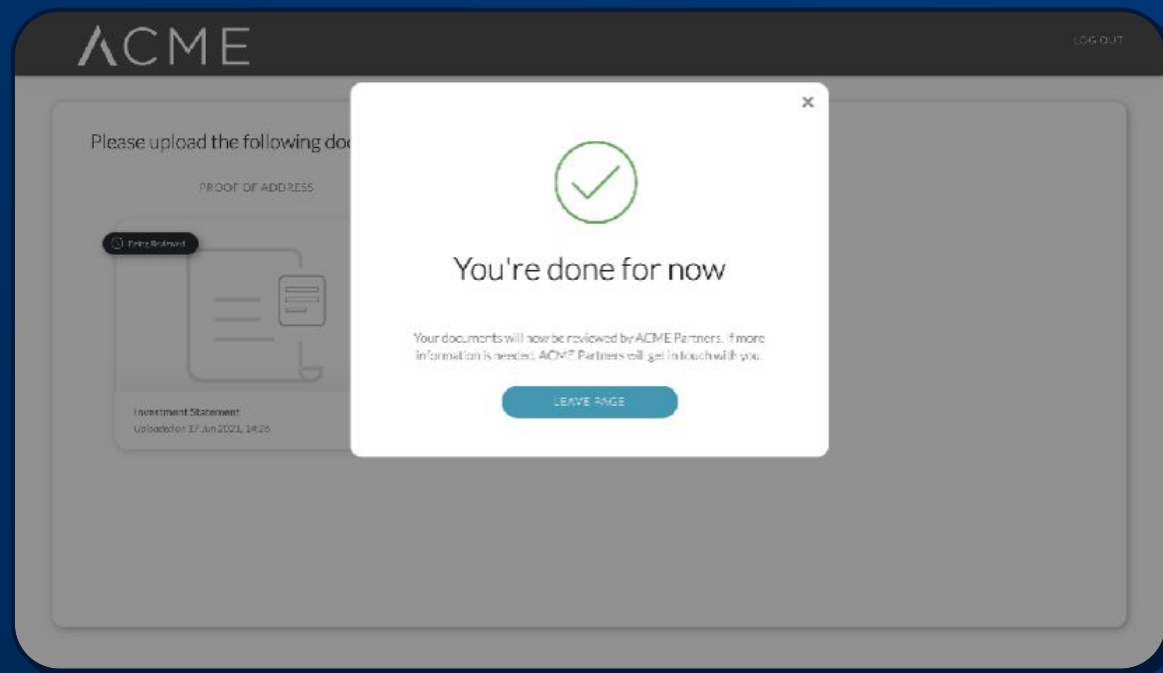 ACME
LOG OUT
Please upload the following do
PROOF OF ADDRESS
Being Reviewed
Investment Statement
Uploaded on 17 Jun 2021, 14:26
You're done for now
Your documents will now be reviewed by ACME Partners. If more
information is needed, ACME Partners will get in touch with you.
LEAVE PAGE